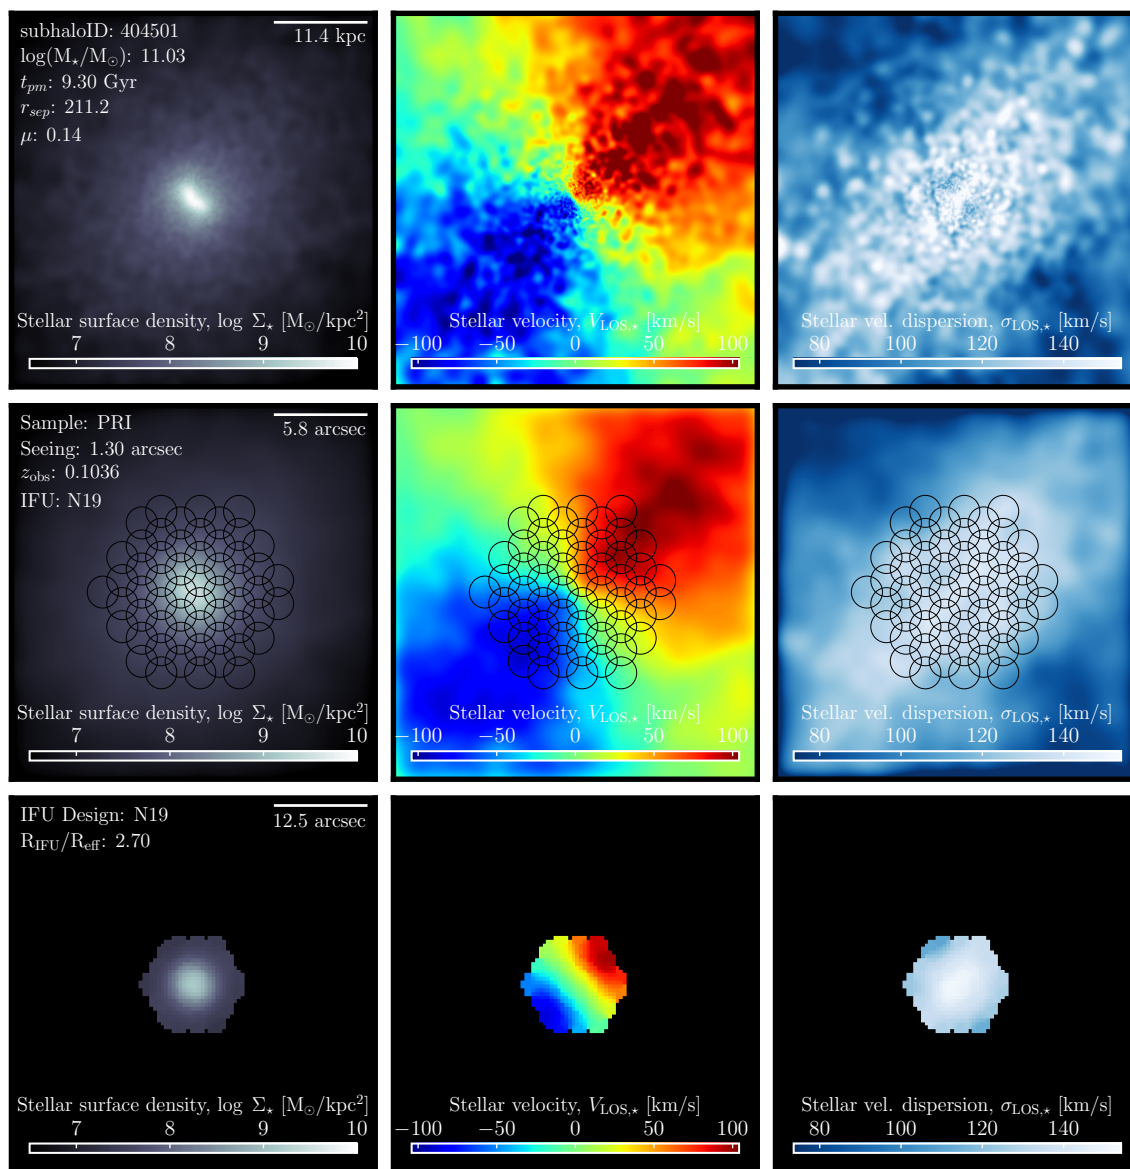 subhaloID: 404501
11.4 kpc
log(M⋆/M⊙): 11.03
tpm: 9.30 Gyr
rsep: 211.2
μ: 0.14
Stellar surface density, log Σ⋆ [M⊙/kpc²]
7 8 9 10
Stellar velocity, VLOS,⋆ [km/s]
−100 −50 0 50 100
Stellar vel. dispersion, σLOS,⋆ [km/s]
80 100 120 140
Sample: PRI
5.8 arcsec
Seeing: 1.30 arcsec
zobs: 0.1036
IFU: N19
Stellar surface density, log Σ⋆ [M⊙/kpc²]
7 8 9 10
Stellar velocity, VLOS,⋆ [km/s]
−100 −50 0 50 100
Stellar vel. dispersion, σLOS,⋆ [km/s]
80 100 120 140
IFU Design: N19
12.5 arcsec
RIFU/Reff: 2.70
Stellar surface density, log Σ⋆ [M⊙/kpc²]
7 8 9 10
Stellar velocity, VLOS,⋆ [km/s]
−100 −50 0 50 100
Stellar vel. dispersion, σLOS,⋆ [km/s]
80 100 120 140